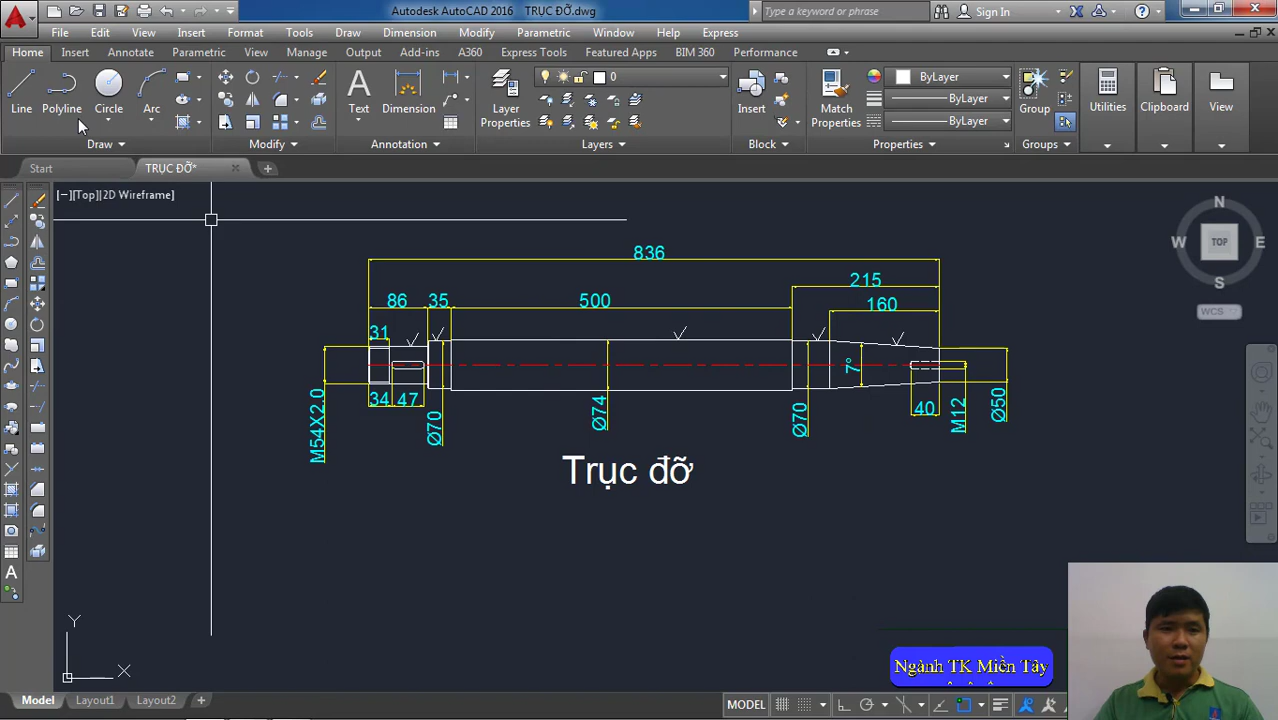 Autodesk AutoCAD 2016 TRỤC ĐỠ.dwg
Type a keyword or phrase
Sign In
File Edit View Insert Format Tools Draw Dimension Modify Parametric Window Help Express
Home Insert Annotate Parametric View Manage Output Add-ins A360 Express Tools Featured Apps BIM 360 Performance
Line Polyline Circle Arc
Text Dimension
Layer Properties
0
Insert
Match Properties
ByLayer
ByLayer
ByLayer
Group
Utilities
Clipboard
View
Draw Modify Annotation Layers Block Properties Groups
Start TRỤC ĐỠ*
[−][Top][2D Wireframe]
N
W TOP E
S
WCS
836
215
86 35 500 160
31
7°
34 47
40
M54X2.0
Ø70
Ø74
Ø70
M12
Ø50
Trục đỡ
Y
X
Ngành TK Miền Tây
Model Layout1 Layout2
MODEL